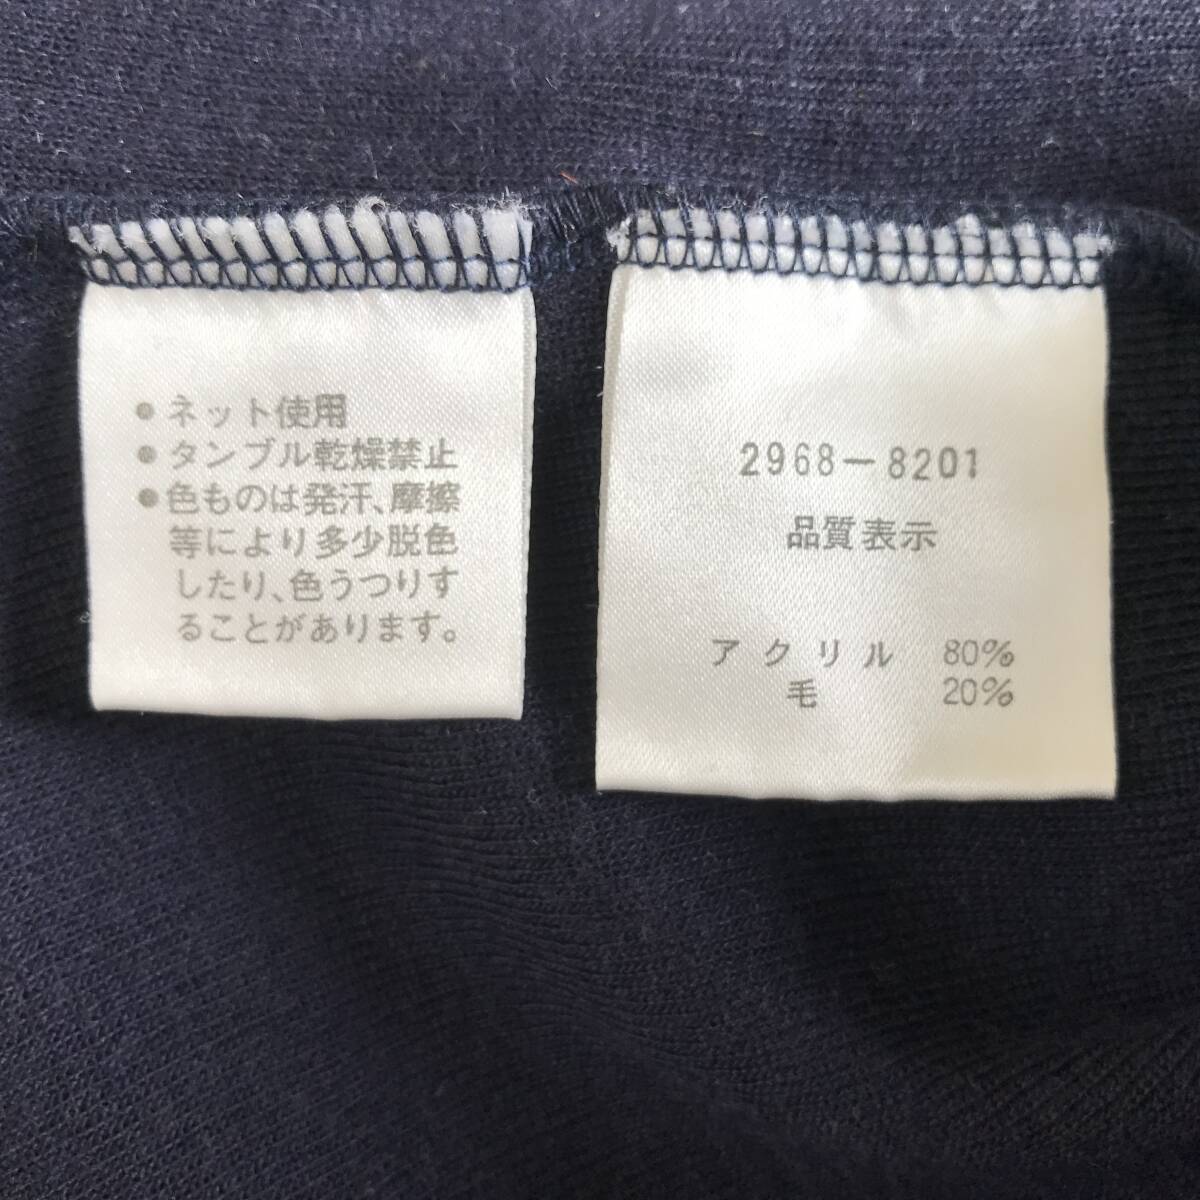 ●ネット使用
●タンブル乾燥禁止
●色ものは発汗、摩擦
等により多少脱色
したり、色うつりす
ることがあります。
2968-8201
品質表示
アクリル 80%
毛 20%